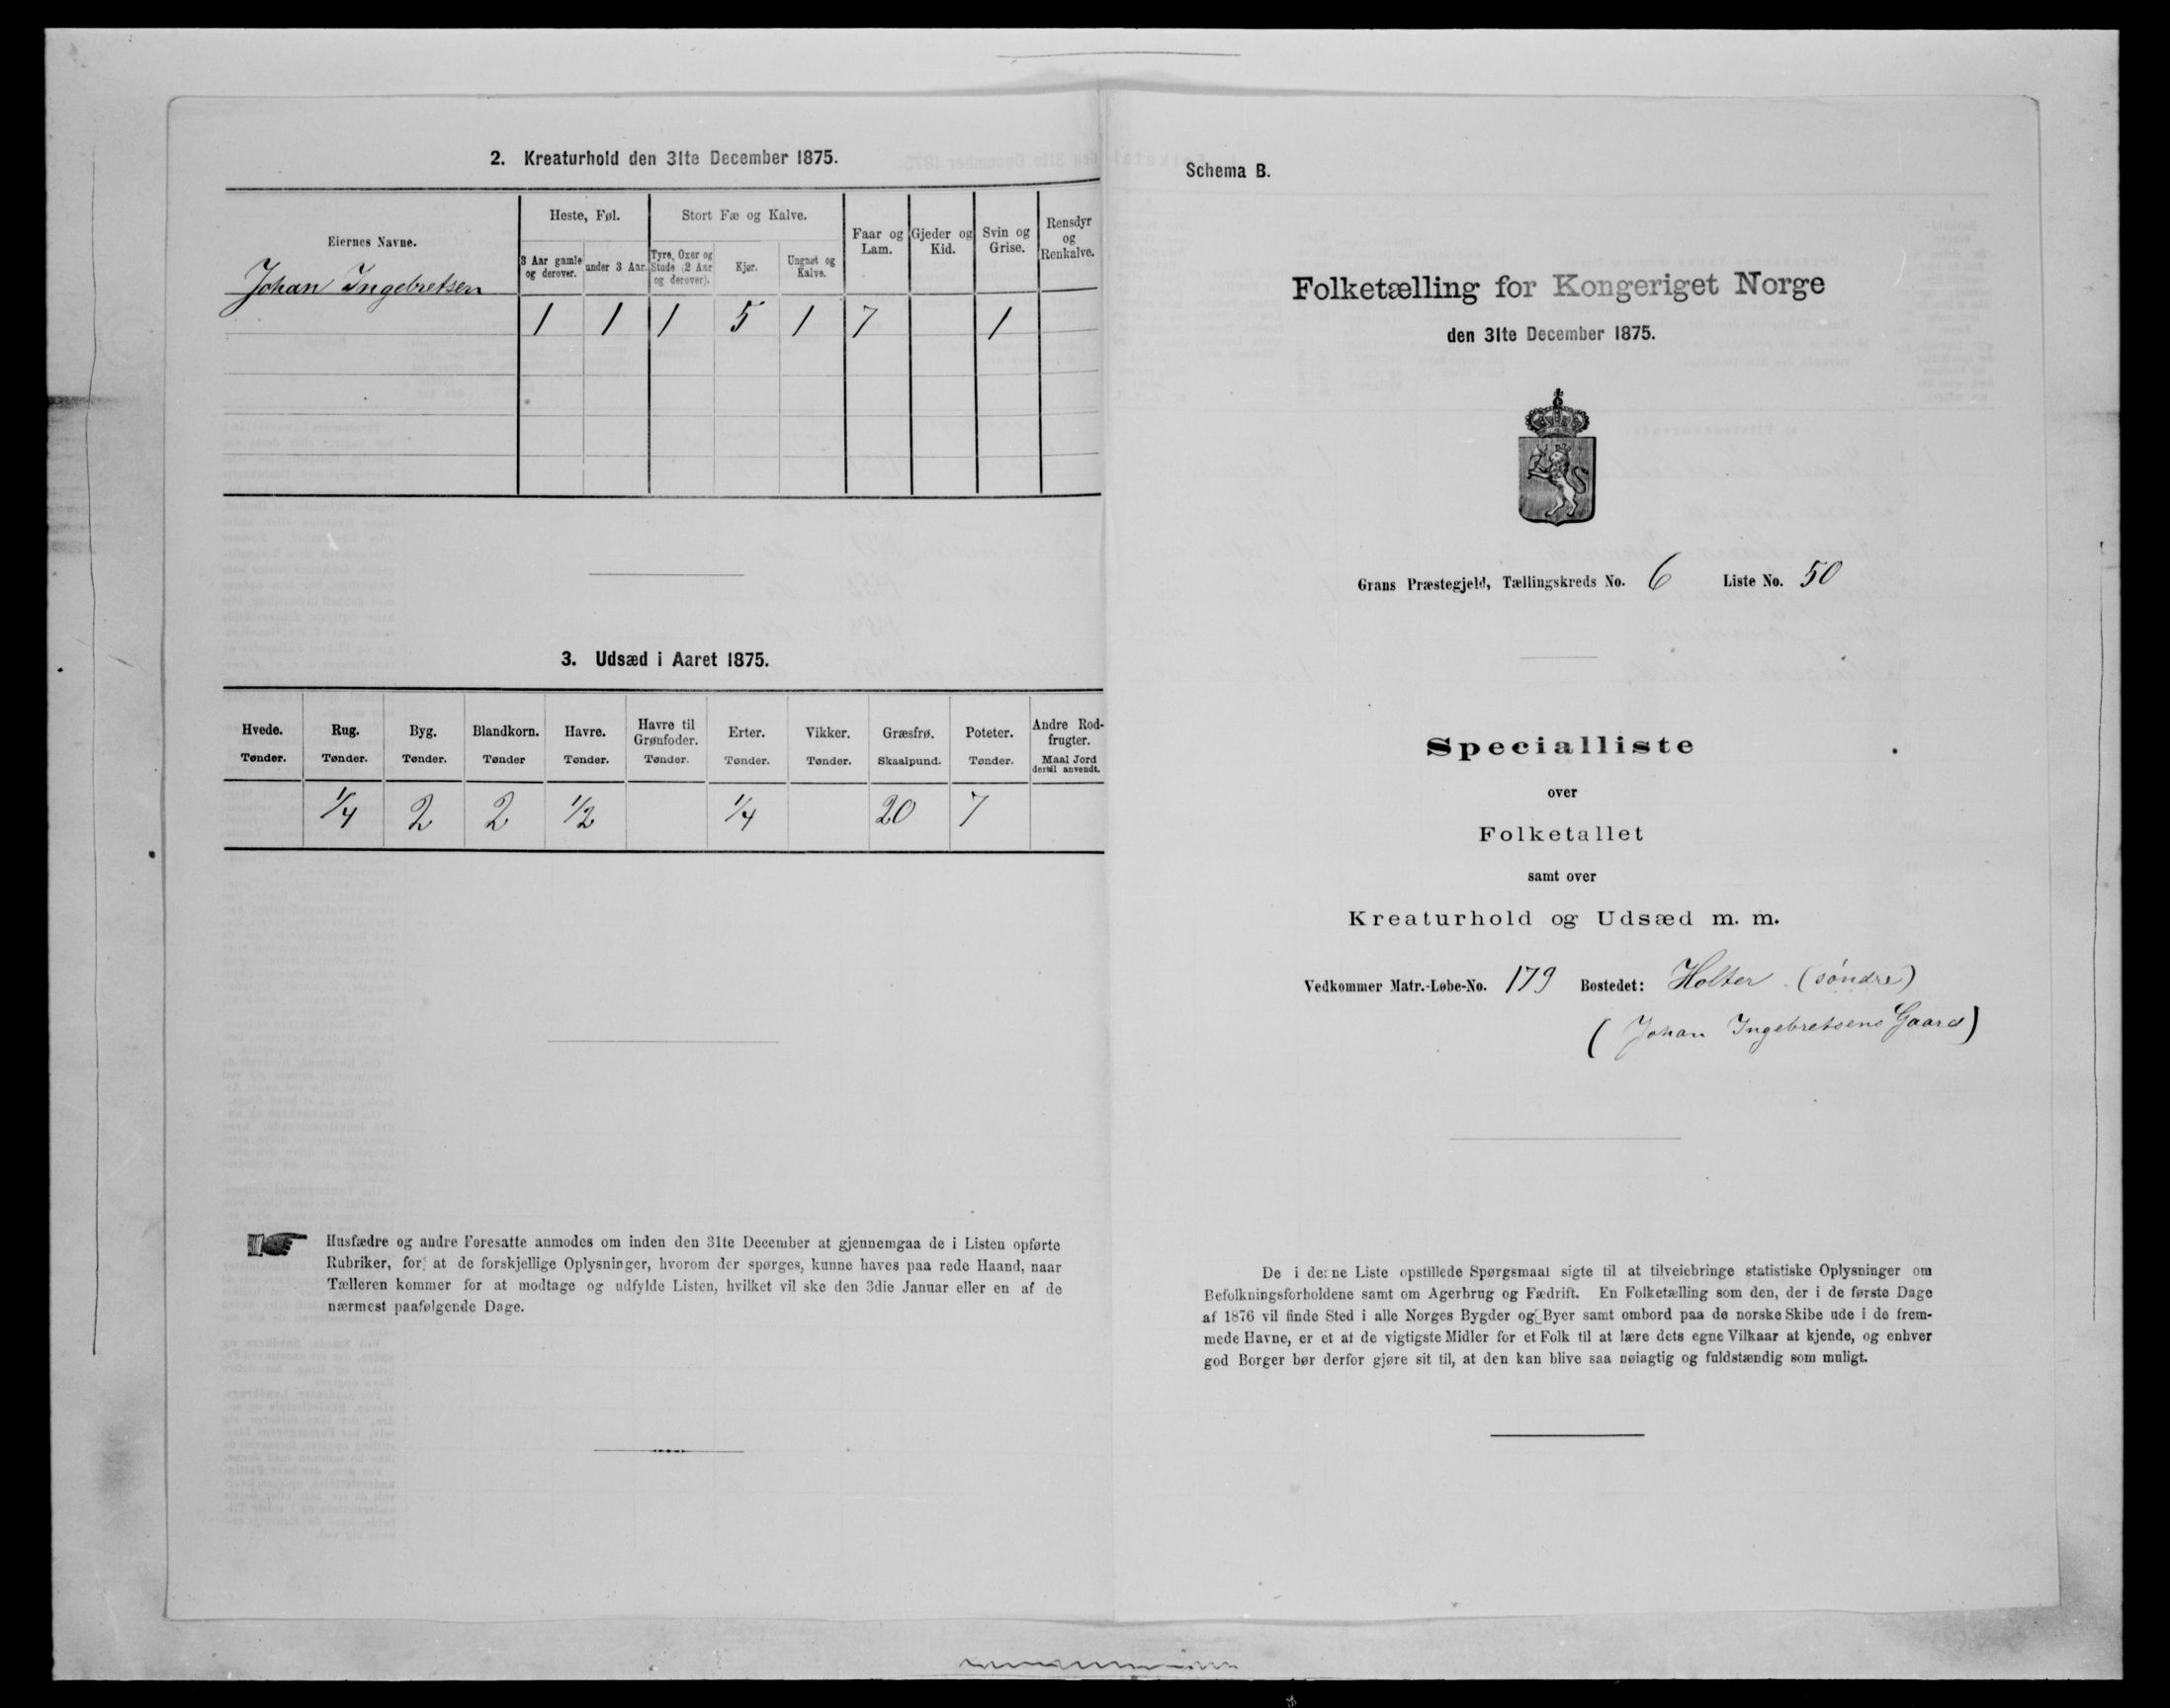 2. Kreaturhold den 31te December 1875.
Eiernes Navne.
Heste, Føl.
Stort Fæ og Kalve.
3 Aar gamle og derover.
under 3 Aar.
Tyre, Oxer og Stude (2 Aar og derover).
Kjør.
Ungnøt og Kalve.
Faar og Lam.
Gjeder og Kid.
Svin og Grise.
Rensdyr og Renkalve.
Johan Ingebretsen
1 1 1 5 1 7 1
3. Udsæd i Aaret 1875.
Hvede. Rug. Byg. Blandkorn. Havre. Havre til Grønfoder. Erter. Vikker. Græsfrø. Poteter. Andre Rodfrugter.
Tønder. Tønder. Tønder. Tønder Tønder. Tønder. Tønder. Tønder. Skaalpund. Tønder. Maal Jord dertil anvendt.
1/4 2 2 1/2 1/4 20 7
Husfædre og andre Foresatte anmodes om inden den 31te December at gjennemgaa de i Listen opførte
Rubriker, for at de forskjellige Oplysninger, hvorom der spørges, kunne haves paa rede Haand, naar
Tælleren kommer for at modtage og udfylde Listen, hvilket vil ske den 3die Januar eller en af de
nærmest paafølgende Dage.
Schema B.
Folketælling for Kongeriget Norge
den 31te December 1875.
Grans Præstegjeld, Tællingskreds No. 6 Liste No. 50
Specialliste
over
Folketallet
samt over
Kreaturhold og Udsæd m. m.
Vedkommer Matr.-Løbe-No. 179 Bostedet: Holter (søndre)
( Johan Ingebretsens Gaard)
De i denne Liste opstillede Spørgsmaal sigte til at tilveiebringe statistiske Oplysninger om
Befolkningsforholdene samt om Agerbrug og Fædrift. En Folketælling som den, der i de første Dage
af 1876 vil finde Sted i alle Norges Bygder og Byer samt ombord paa de norske Skibe ude i de frem-
mede Havne, er et af de vigtigste Midler for et Folk til at lære dets egne Vilkaar at kjende, og enhver
god Borger bør derfor gjøre sit til, at den kan blive saa nøiagtig og fuldstændig som muligt.